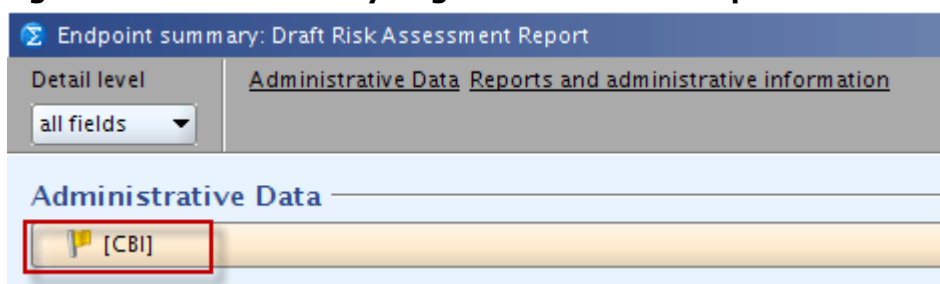 Endpoint summary: Draft Risk Assessment Report
Detail level
Administrative Data Reports and administrative information
all fields
Administrative Data
[CBI]